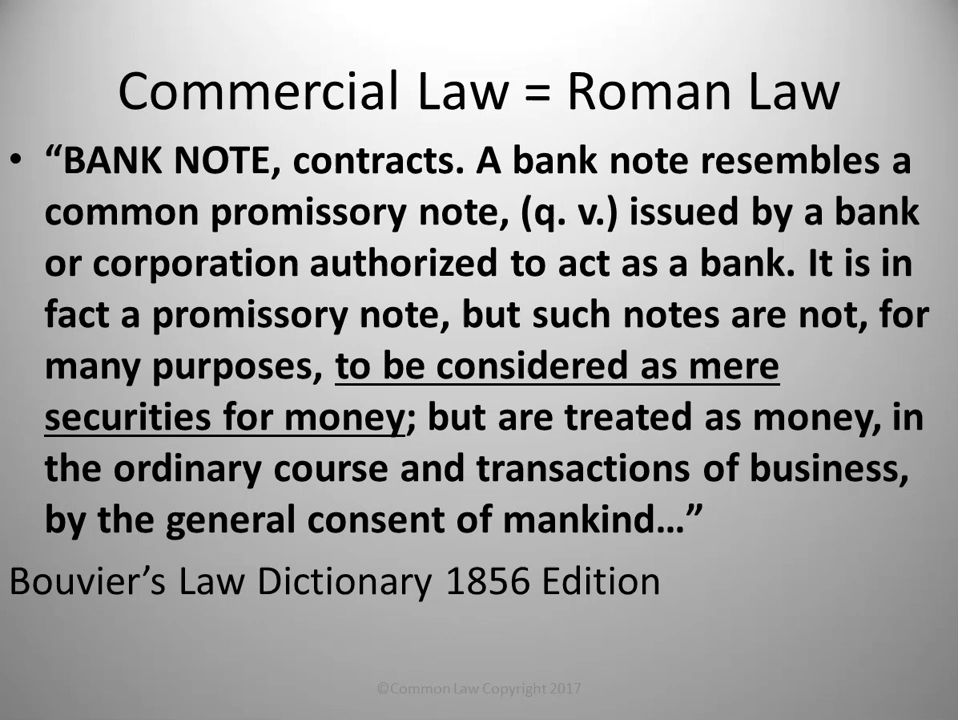 Commercial Law = Roman Law
• “BANK NOTE, contracts. A bank note resembles a
common promissory note, (q. v.) issued by a bank
or corporation authorized to act as a bank. It is in
fact a promissory note, but such notes are not, for
many purposes, to be considered as mere
securities for money; but are treated as money, in
the ordinary course and transactions of business,
by the general consent of mankind…”
Bouvier’s Law Dictionary 1856 Edition
©Common Law Copyright 2017